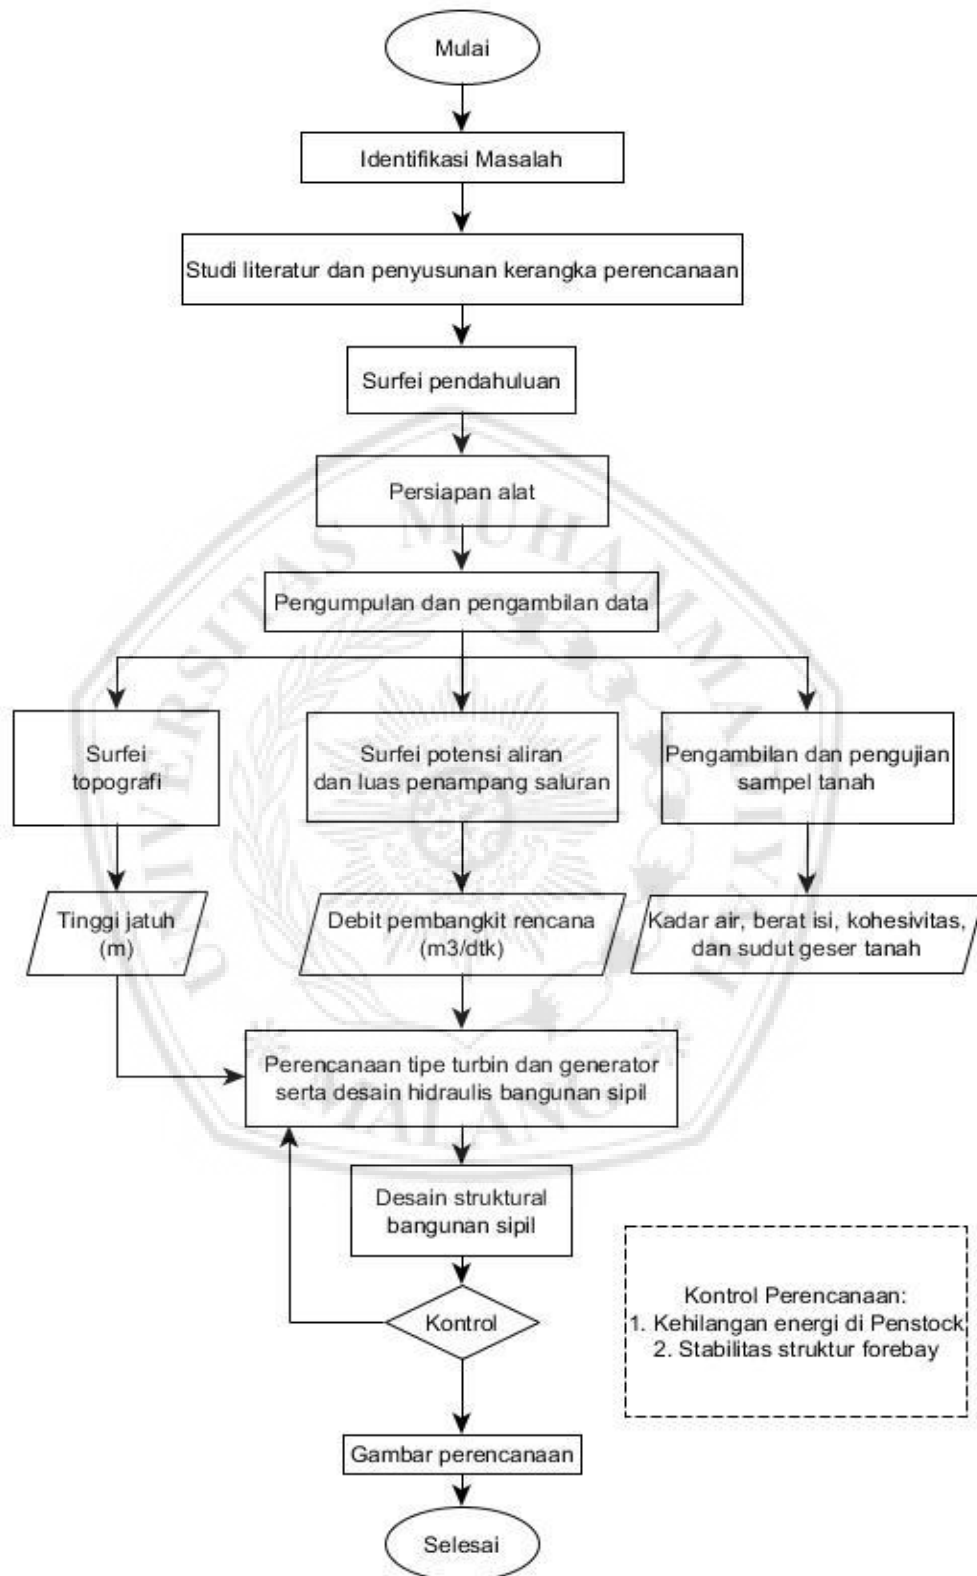 Mulai
Identifikasi Masalah
Studi literatur dan penyusunan kerangka perencanaan
Surfei pendahuluan
Persiapan alat
Pengumpulan dan pengambilan data
Surfei
topografi
Surfei potensi aliran
dan luas penampang saluran
Pengambilan dan pengujian
sampel tanah
Tinggi jatuh
(m)
Debit pembangkit rencana
(m3/dtk)
Kadar air, berat isi, kohesivitas,
dan sudut geser tanah
Perencanaan tipe turbin dan generator
serta desain hidraulis bangunan sipil
Desain struktural
bangunan sipil
Kontrol
Kontrol Perencanaan:
1. Kehilangan energi di Penstock
2. Stabilitas struktur forebay
Gambar perencanaan
Selesai
UNIVERSITAS MUHAMMADIYAH
MALANG